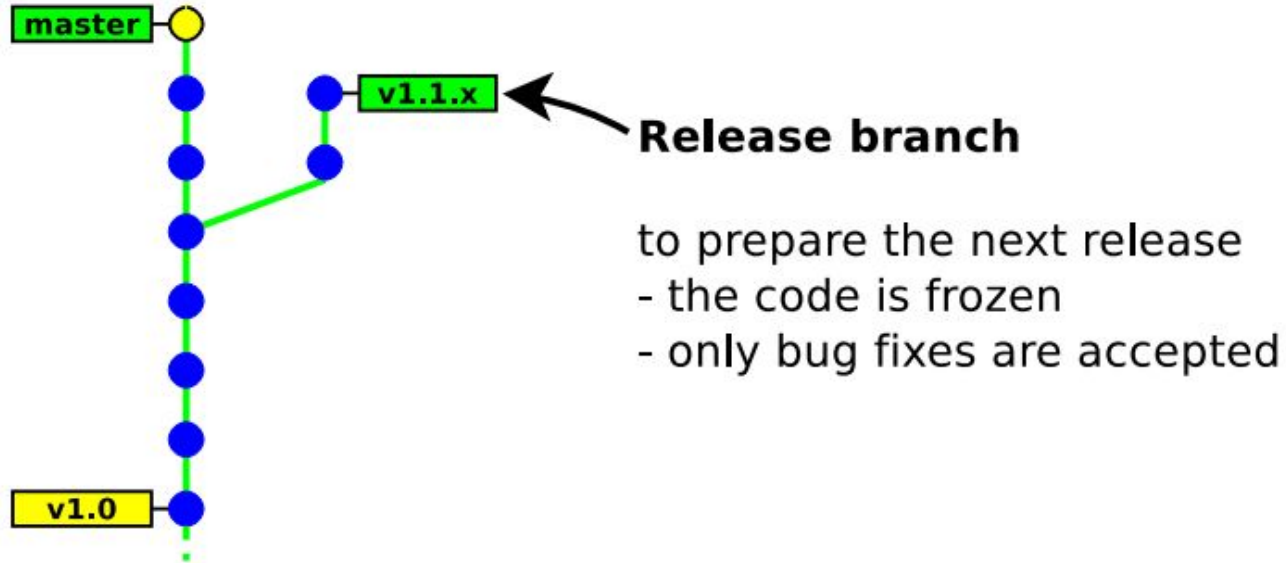 master
v1.1.x
Release branch
to prepare the next release
- the code is frozen
- only bug fixes are accepted
v1.0